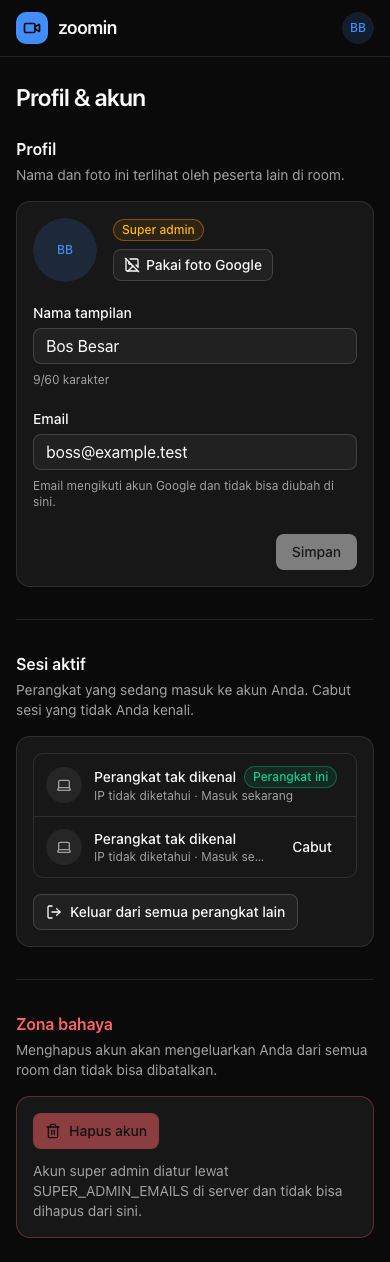 zoomin
BB
Profil & akun
Profil
Nama dan foto ini terlihat oleh peserta lain di room.
BB
Super admin
Pakai foto Google
Nama tampilan
Bos Besar
9/60 karakter
Email
boss@example.test
Email mengikuti akun Google dan tidak bisa diubah di
sini.
Simpan
Sesi aktif
Perangkat yang sedang masuk ke akun Anda. Cabut
sesi yang tidak Anda kenali.
Perangkat tak dikenal Perangkat ini
IP tidak diketahui · Masuk sekarang
Perangkat tak dikenal
IP tidak diketahui · Masuk se...
Cabut
Keluar dari semua perangkat lain
Zona bahaya
Menghapus akun akan mengeluarkan Anda dari semua
room dan tidak bisa dibatalkan.
Hapus akun
Akun super admin diatur lewat
SUPER_ADMIN_EMAILS di server dan tidak bisa
dihapus dari sini.